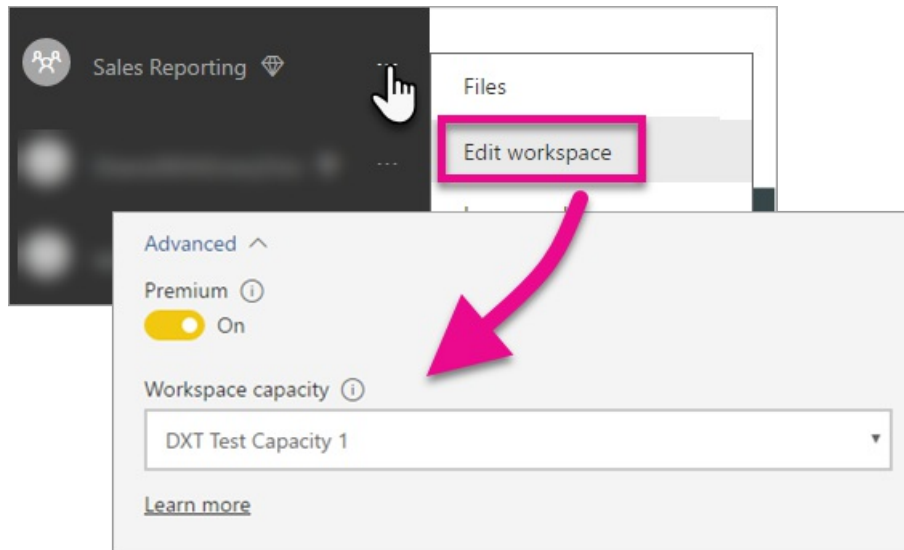 Sales Reporting
...
Files
Edit workspace
...
Advanced
Premium
On
Workspace capacity
DXT Test Capacity 1
Learn more